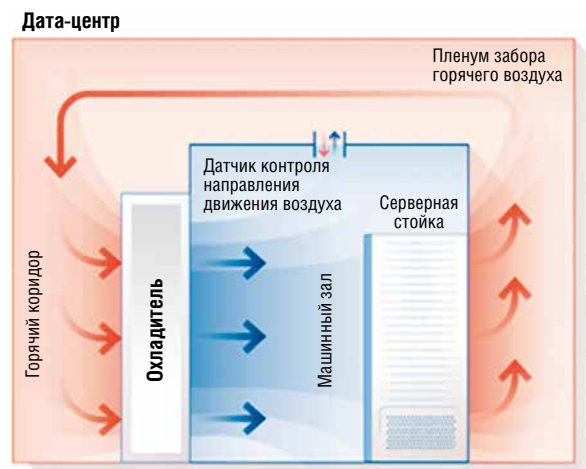 Дата-центр
Пленум забора
горячего воздуха
Датчик контроля
направления
движения воздуха
Серверная
стойка
Горячий коридор
Охладитель
Машинный зал